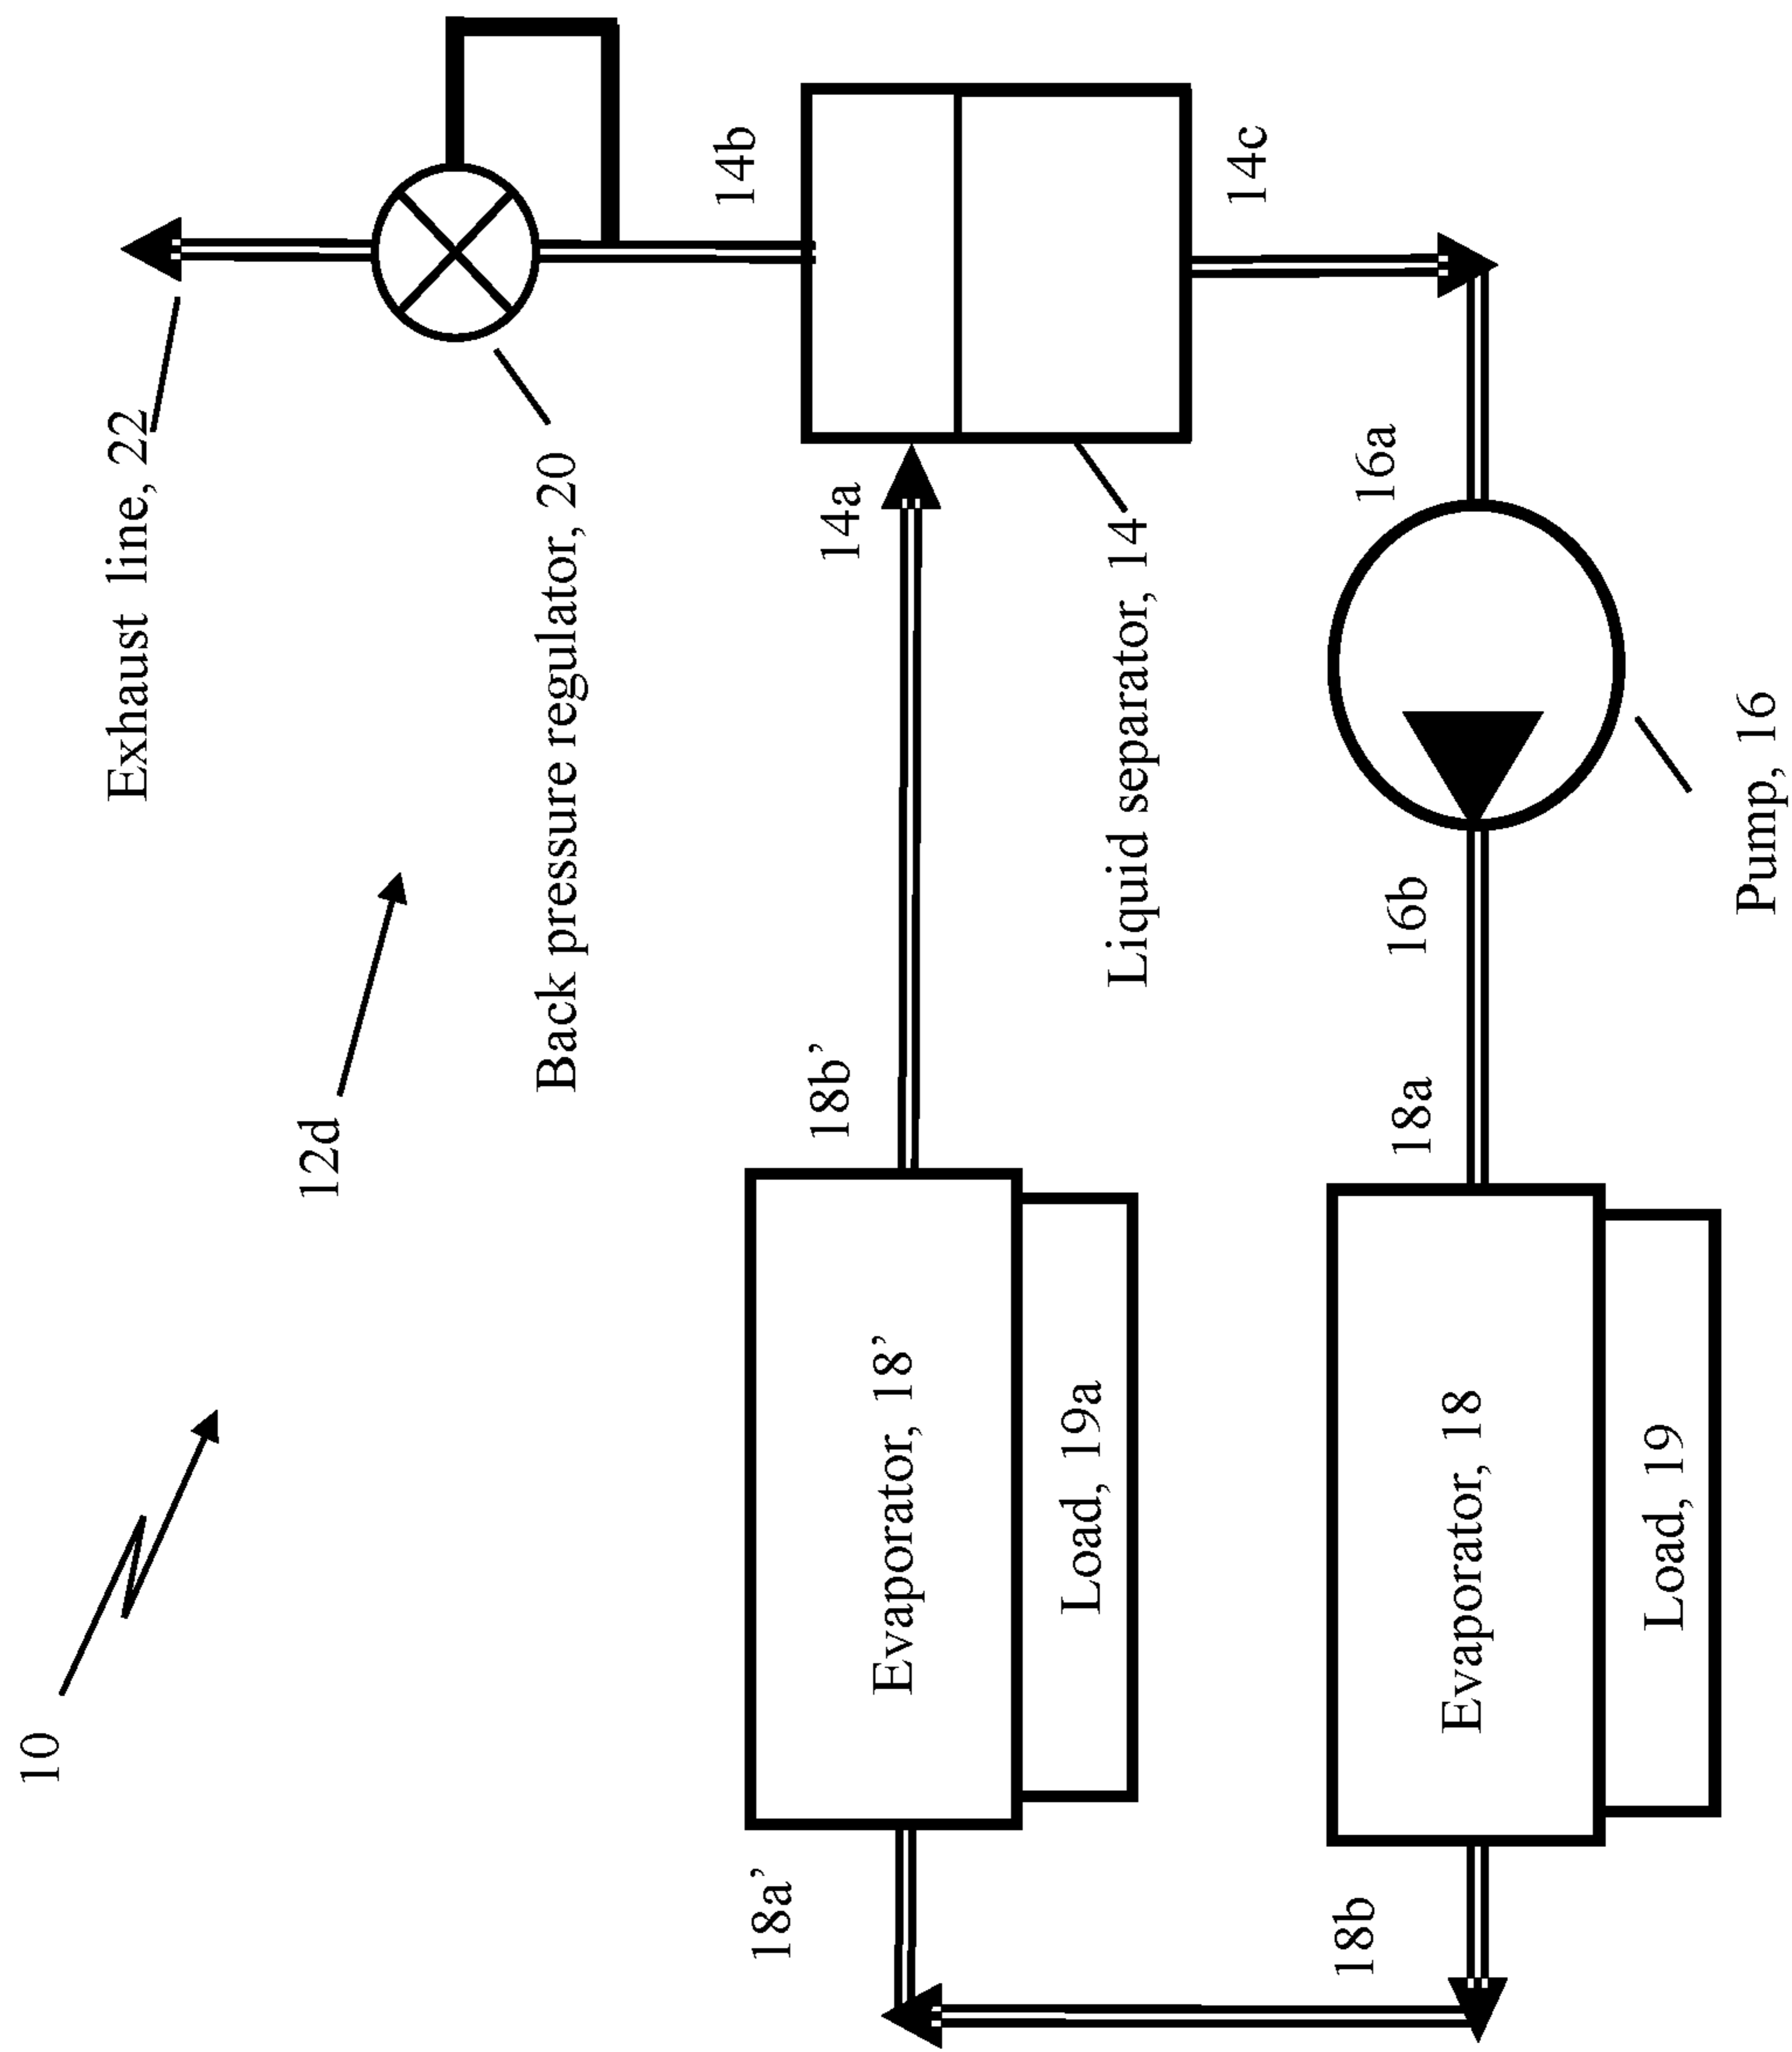 10
12d
Exhaust line, 22
Back pressure regulator, 20
14b
18a’
Evaporator, 18’
18b’
14a
Load, 19a
Liquid separator, 14
14c
18b
Evaporator, 18
18a
16b
16a
Load, 19
Pump, 16